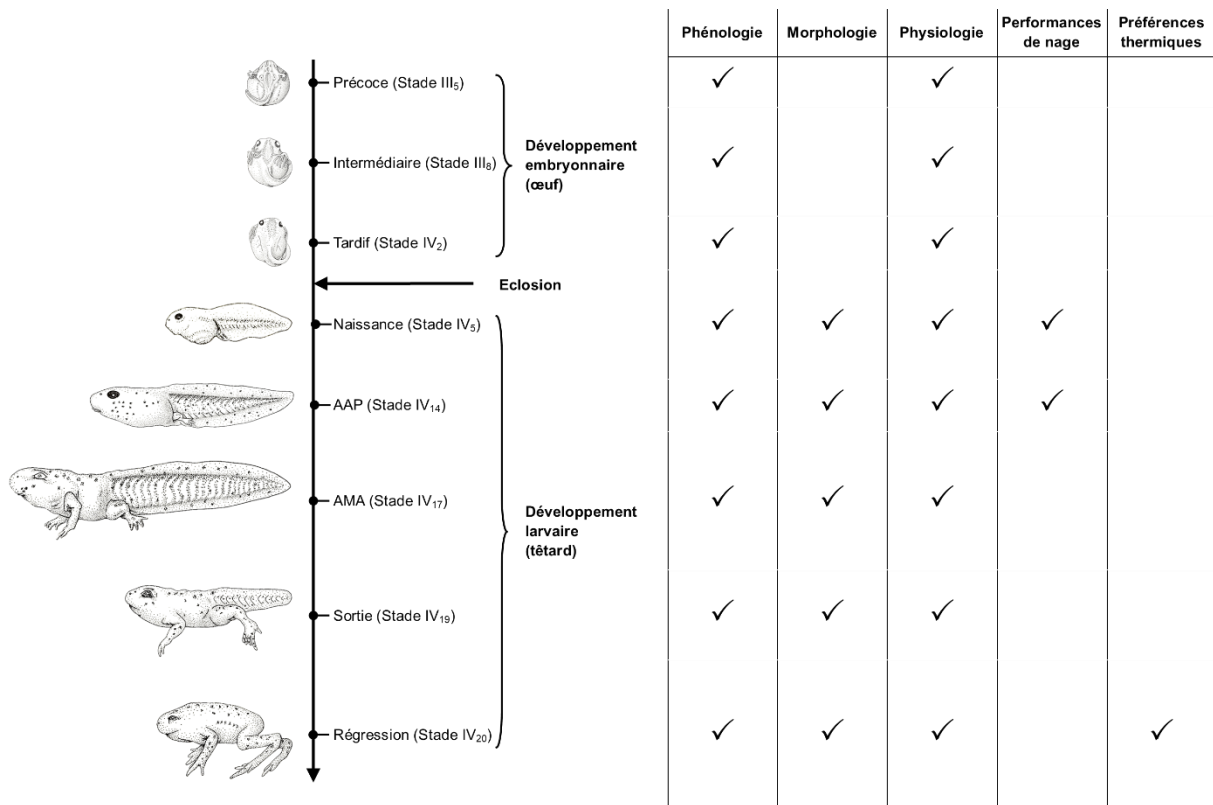 Phénologie
Morphologie
Physiologie
Performances
de nage
Préférences
thermiques
Précoce (Stade III₅)
✓ ✓
Intermédiaire (Stade III₈)
✓ ✓
Développement
embryonnaire
(œuf)
Tardif (Stade IV₂)
✓ ✓
Eclosion
Naissance (Stade IV₅)
✓ ✓ ✓ ✓
AAP (Stade IV₁₄)
✓ ✓ ✓ ✓
AMA (Stade IV₁₇)
✓ ✓ ✓
Développement
larvaire
(têtard)
Sortie (Stade IV₁₉)
✓ ✓ ✓
Régression (Stade IV₂₀)
✓ ✓ ✓ ✓